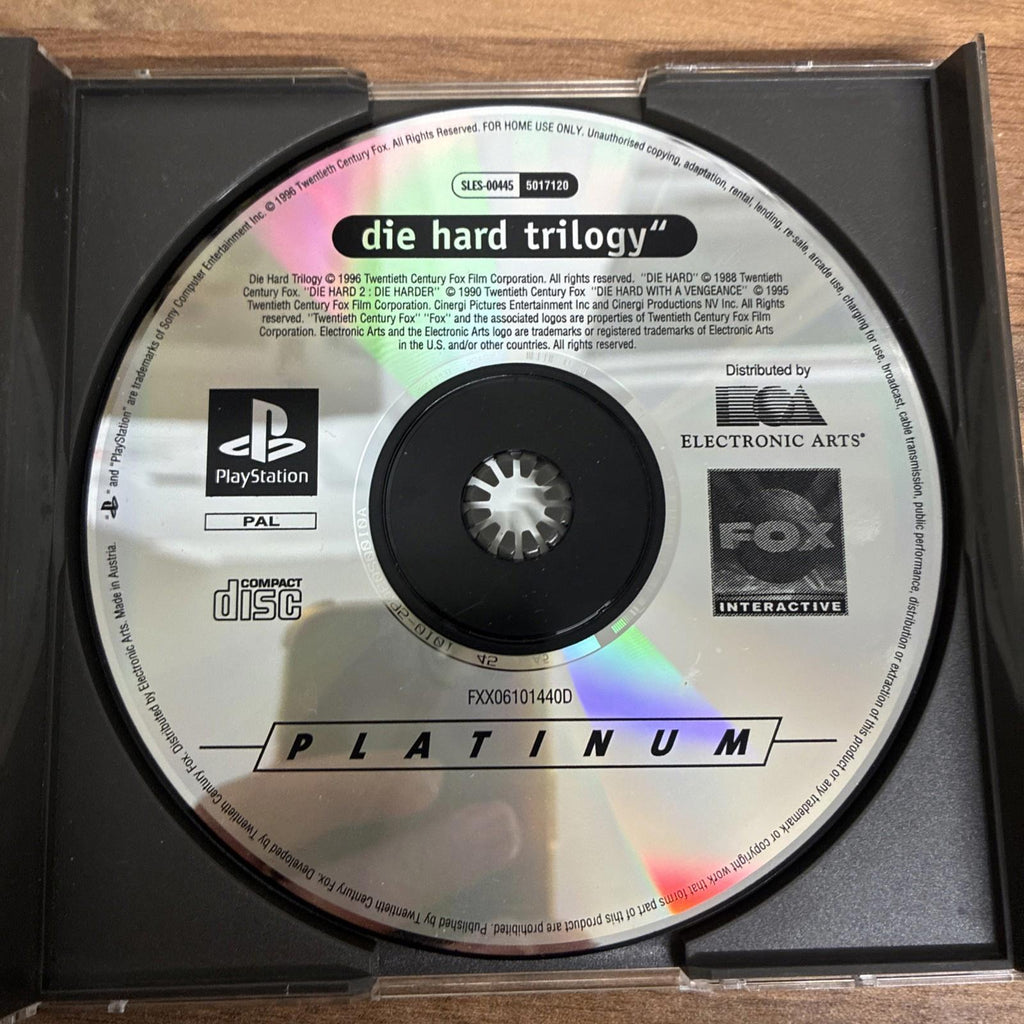 SLES-00445 5017120
die hard trilogy“
Die Hard Trilogy © 1996 Twentieth Century Fox Film Corporation. All rights reserved. "DIE HARD" © 1988 Twentieth
Century Fox. "DIE HARD 2 : DIE HARDER" © 1990 Twentieth Century Fox "DIE HARD WITH A VENGEANCE" © 1995
Twentieth Century Fox Film Corporation. Cinergi Pictures Entertainment Inc and Cinergi Productions NV Inc. All Rights
reserved. "Twentieth Century Fox" "Fox" and the associated logos are properties of Twentieth Century Fox Film
Corporation. Electronic Arts and the Electronic Arts logo are trademarks or registered trademarks of Electronic Arts
in the U.S. and/or other countries. All rights reserved.
PlayStation
PAL
COMPACT
disc
Distributed by
EA
ELECTRONIC ARTS®
FOX
INTERACTIVE
FXX06101440D
PLATINUM
" " and "PlayStation" are trademarks of Sony Computer Entertainment Inc. © 1996 Twentieth Century Fox. All Rights Reserved. FOR HOME USE ONLY. Unauthorised copying, adaptation, rental, lending, re-sale, arcade use, charging for use, broadcast, cable transmission, public performance, distribution or extraction of this product or any trademark or copyright work that forms part of this product are prohibited. Published by Twentieth Century Fox. Developed by Twentieth Century Fox. Distributed by Electronic Arts. Made in Austria.